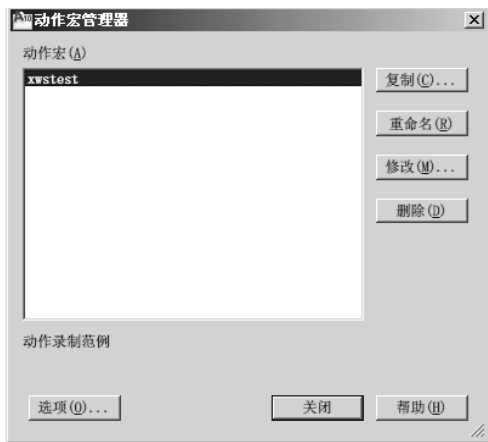 动作宏管理器
动作宏(A)
xwstest
复制(C)...
重命名(R)
修改(M)...
删除(D)
动作录制范例
选项(O)...
关闭
帮助(H)